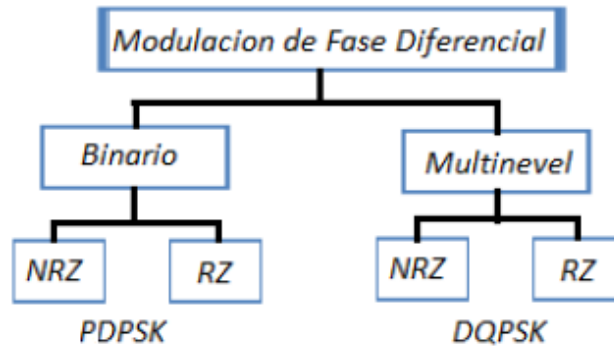 Modulacion de Fase Diferencial
Binario
Multinevel
NRZ
RZ
NRZ
RZ
PDPSK
DQPSK